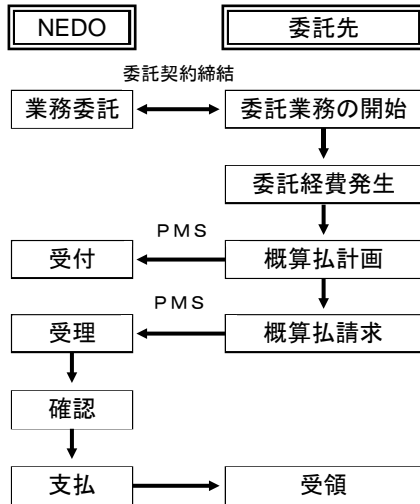 NEDO 委託先
委託契約締結
業務委託 委託業務の開始
委託経費発生
PMS
受付 概算払計画
PMS
受理 概算払請求
確認
支払 受領